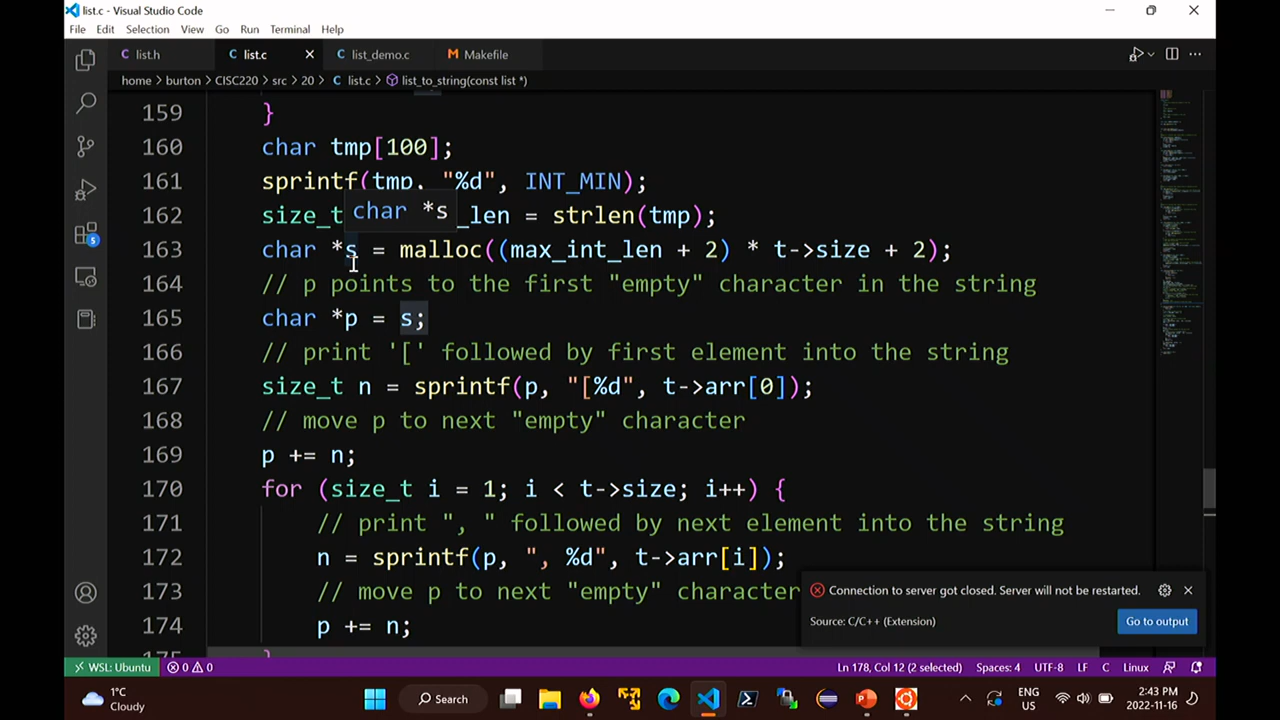 list.c - Visual Studio Code
File Edit Selection View Go Run Terminal Help
list.h list.c list_demo.c Makefile
home > burton > CISC220 > src > 20 > list.c > list_to_string(const list *)
159 }
160 char tmp[100];
161 sprintf(tmp, "%d", INT_MIN);
162 size_t _len = strlen(tmp);
char *s
163 char *s = malloc((max_int_len + 2) * t->size + 2);
164 // p points to the first "empty" character in the string
165 char *p = s;
166 // print '[' followed by first element into the string
167 size_t n = sprintf(p, "[%d", t->arr[0]);
168 // move p to next "empty" character
169 p += n;
170 for (size_t i = 1; i < t->size; i++) {
171 // print ", " followed by next element into the string
172 n = sprintf(p, ", %d", t->arr[i]);
173 // move p to next "empty" character
174 p += n;
5
Connection to server got closed. Server will not be restarted.
Source: C/C++ (Extension)
Go to output
WSL: Ubuntu 0 0 Ln 178, Col 12 (2 selected) Spaces: 4 UTF-8 LF C Linux
1°C
Cloudy
Search
ENG
US
2:43 PM
2022-11-16